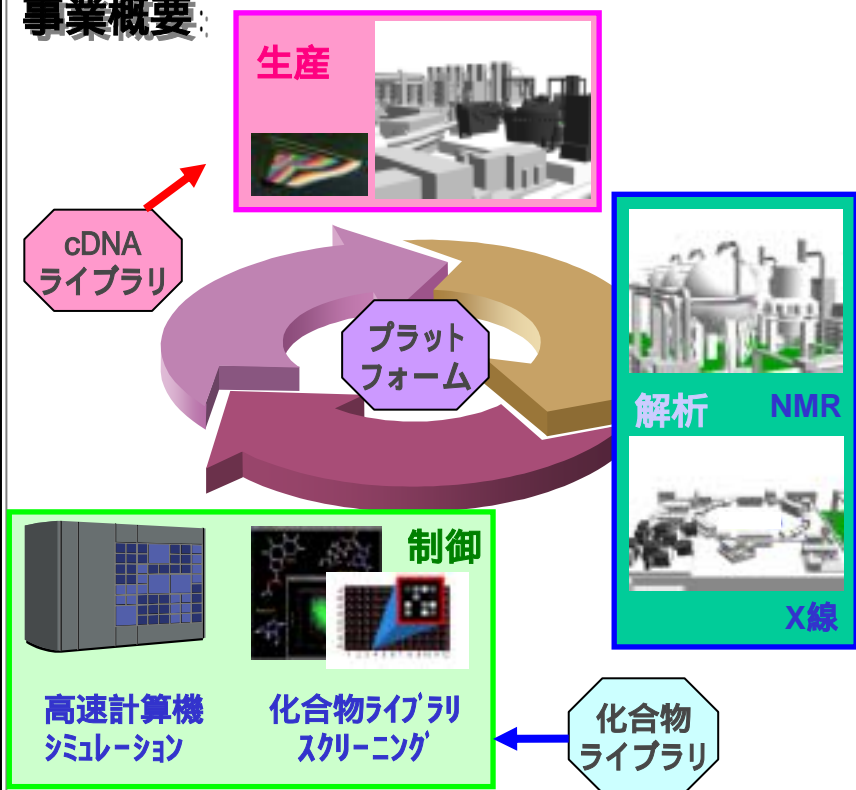 事業概要:
生産
cDNA
ライブラリ
プラット
フォーム
解析
NMR
X線
制御
高速計算機
シミュレーション
化合物ライブラリ
スクリーニング
化合物
ライブラリ